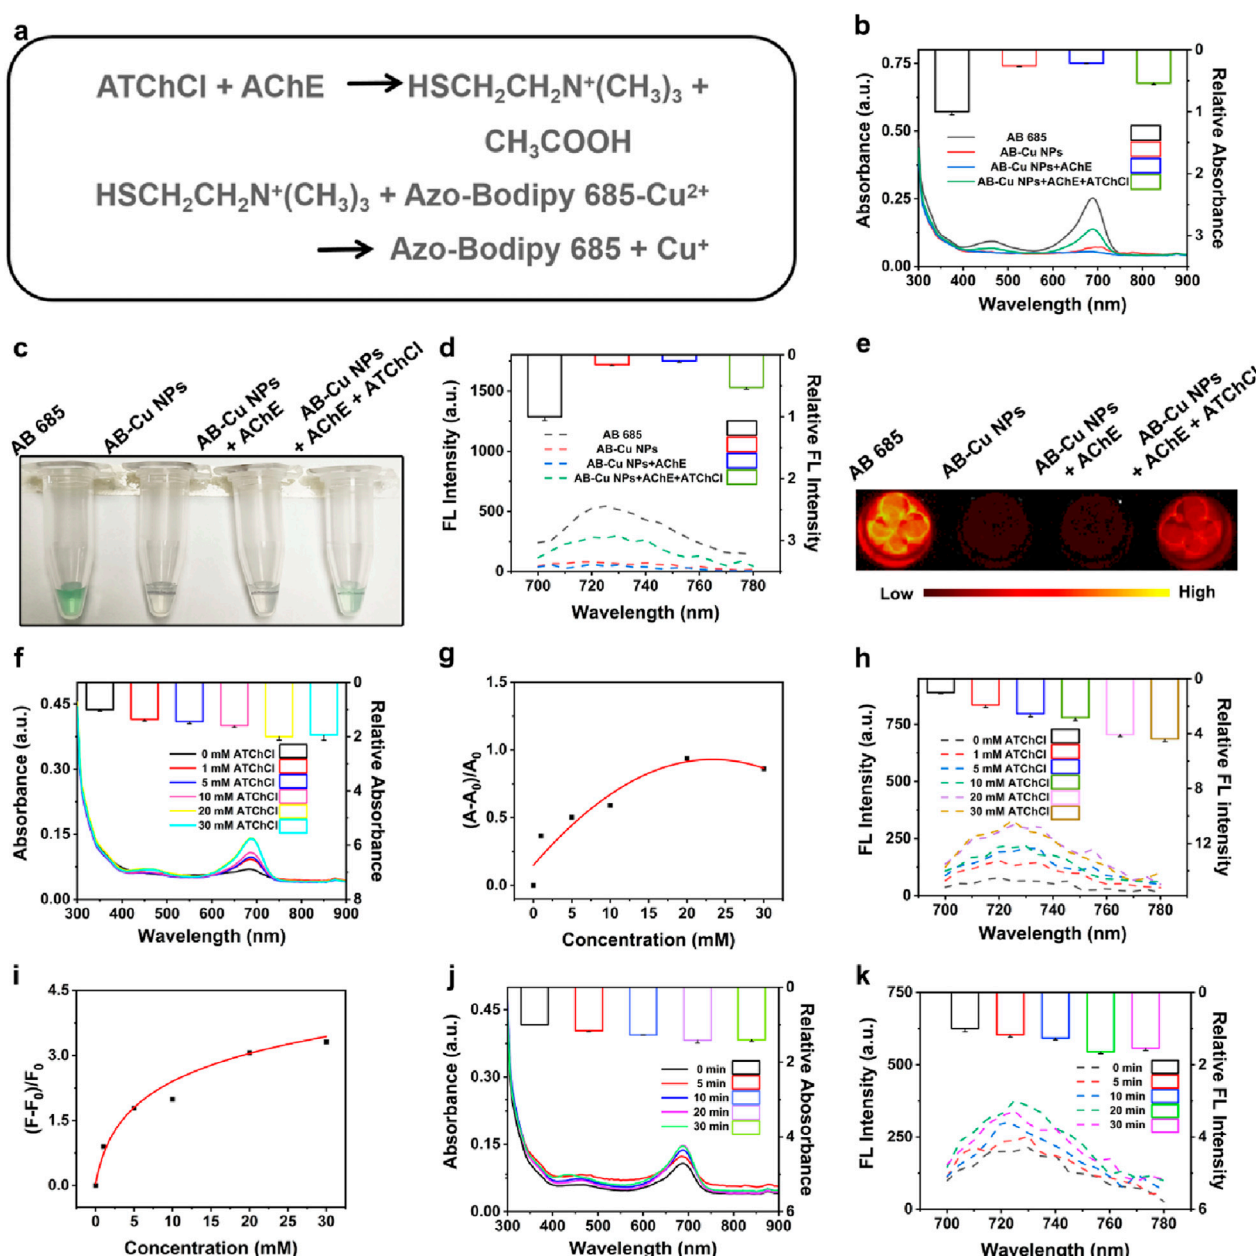 a
ATChCl + AChE → HSCH₂CH₂N⁺(CH₃)₃ +
CH₃COOH
HSCH₂CH₂N⁺(CH₃)₃ + Azo-Bodipy 685-Cu²⁺
→ Azo-Bodipy 685 + Cu⁺
b
Absorbance (a.u.)
0.75
0.50
0.25
0.00
AB 685
AB-Cu NPs
AB-Cu NPs+AChE
AB-Cu NPs+AChE+ATChCl
0
1
2
3
Relative Absorbance
300 400 500 600 700 800 900
Wavelength (nm)
c
AB 685
AB-Cu NPs
AB-Cu NPs
+ AChE
AB-Cu NPs
+ AChE + ATChCl
d
FL Intensity (a.u.)
1500
1250
1000
750
500
250
0
AB 685
AB-Cu NPs
AB-Cu NPs+AChE
AB-Cu NPs+AChE+ATChCl
0
1
2
3
Relative FL Intensity
700 720 740 760 780
Wavelength (nm)
e
AB 685
AB-Cu NPs
AB-Cu NPs
+ AChE
AB-Cu NPs
+ AChE + ATChCl
Low High
f
Absorbance (a.u.)
0.45
0.30
0.15
0.00
0 mM ATChCl
1 mM ATChCl
5 mM ATChCl
10 mM ATChCl
20 mM ATChCl
30 mM ATChCl
0
2
4
6
8
Relative Absorbance
300 400 500 600 700 800 900
Wavelength (nm)
g
(A-A₀)/A₀
1.5
1.0
0.5
0.0
0 5 10 20 30
Concentration (mM)
h
FL Intensity (a.u.)
750
500
250
0
0 mM ATChCl
1 mM ATChCl
5 mM ATChCl
10 mM ATChCl
20 mM ATChCl
30 mM ATChCl
0
4
8
12
Relative FL intensity
700 720 740 760 780
Wavelength (nm)
i
(F-F₀)/F₀
4.5
3.0
1.5
0.0
0 5 10 20 30
Concentration (mM)
j
Absorbance (a.u.)
0.45
0.30
0.15
0.00
0 min
5 min
10 min
20 min
30 min
0
1
2
4
6
Relative Abosorbance
300 400 500 600 700 800 900
Wavelength (nm)
k
FL Intensity (a.u.)
750
500
250
0
0 min
5 min
10 min
20 min
30 min
0
1
2
3
4
5
6
Relative FL Intensity
700 720 740 760 780
Wavelength (nm)